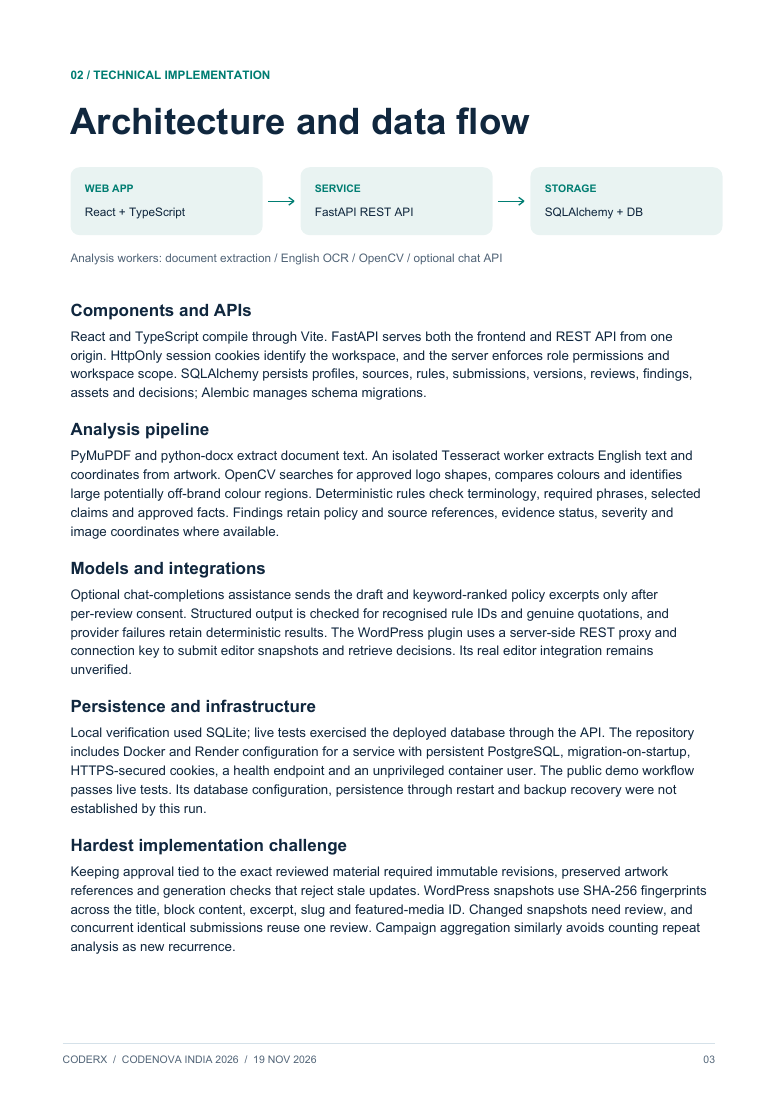 02 / TECHNICAL IMPLEMENTATION
Architecture and data flow
WEB APP
React + TypeScript
SERVICE
FastAPI REST API
STORAGE
SQLAlchemy + DB
Analysis workers: document extraction / English OCR / OpenCV / optional chat API
Components and APIs
React and TypeScript compile through Vite. FastAPI serves both the frontend and REST API from one
origin. HttpOnly session cookies identify the workspace, and the server enforces role permissions and
workspace scope. SQLAlchemy persists profiles, sources, rules, submissions, versions, reviews, findings,
assets and decisions; Alembic manages schema migrations.
Analysis pipeline
PyMuPDF and python-docx extract document text. An isolated Tesseract worker extracts English text and
coordinates from artwork. OpenCV searches for approved logo shapes, compares colours and identifies
large potentially off-brand colour regions. Deterministic rules check terminology, required phrases, selected
claims and approved facts. Findings retain policy and source references, evidence status, severity and
image coordinates where available.
Models and integrations
Optional chat-completions assistance sends the draft and keyword-ranked policy excerpts only after
per-review consent. Structured output is checked for recognised rule IDs and genuine quotations, and
provider failures retain deterministic results. The WordPress plugin uses a server-side REST proxy and
connection key to submit editor snapshots and retrieve decisions. Its real editor integration remains
unverified.
Persistence and infrastructure
Local verification used SQLite; live tests exercised the deployed database through the API. The repository
includes Docker and Render configuration for a service with persistent PostgreSQL, migration-on-startup,
HTTPS-secured cookies, a health endpoint and an unprivileged container user. The public demo workflow
passes live tests. Its database configuration, persistence through restart and backup recovery were not
established by this run.
Hardest implementation challenge
Keeping approval tied to the exact reviewed material required immutable revisions, preserved artwork
references and generation checks that reject stale updates. WordPress snapshots use SHA-256 fingerprints
across the title, block content, excerpt, slug and featured-media ID. Changed snapshots need review, and
concurrent identical submissions reuse one review. Campaign aggregation similarly avoids counting repeat
analysis as new recurrence.
CODERX / CODENOVA INDIA 2026 / 19 NOV 2026
03